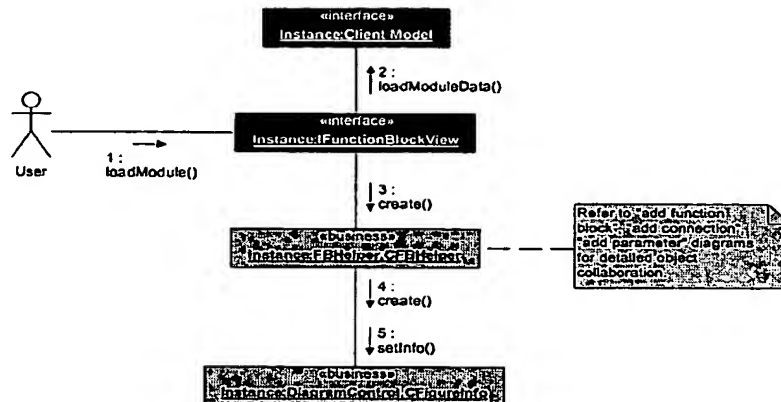 «interface»
Instance:Client Model
2 :
loadModuleData()
«interface»
Instance:IFunctionBlockView
1 :
loadModule()
User
3 :
create()
«business»
Instance:FBHelper.CFBHelper
Refer to "add function
block", "add connection"
"add parameter" diagrams
for detailed object
collaboration.
4 :
create()
5 :
setInfo()
«business»
Instance:DiagramControl.CFigureInfo